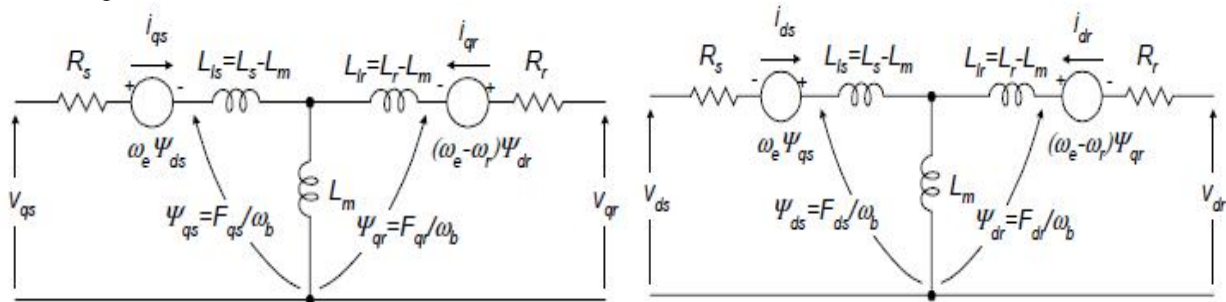 i_qs
i_qr
R_s
L_ls=L_s-L_m
L_lr=L_r-L_m
R_r
+ -
- +
ω_e Ψ_ds
(ω_e-ω_r)Ψ_dr
V_qs
L_m
V_qr
Ψ_qs=F_qs/ω_b
Ψ_qr=F_qr/ω_b
i_ds
i_dr
R_s
L_ls=L_s-L_m
L_lr=L_r-L_m
R_r
- +
+ -
ω_e Ψ_qs
(ω_e-ω_r)Ψ_qr
V_ds
L_m
V_dr
Ψ_ds=F_ds/ω_b
Ψ_dr=F_dr/ω_b